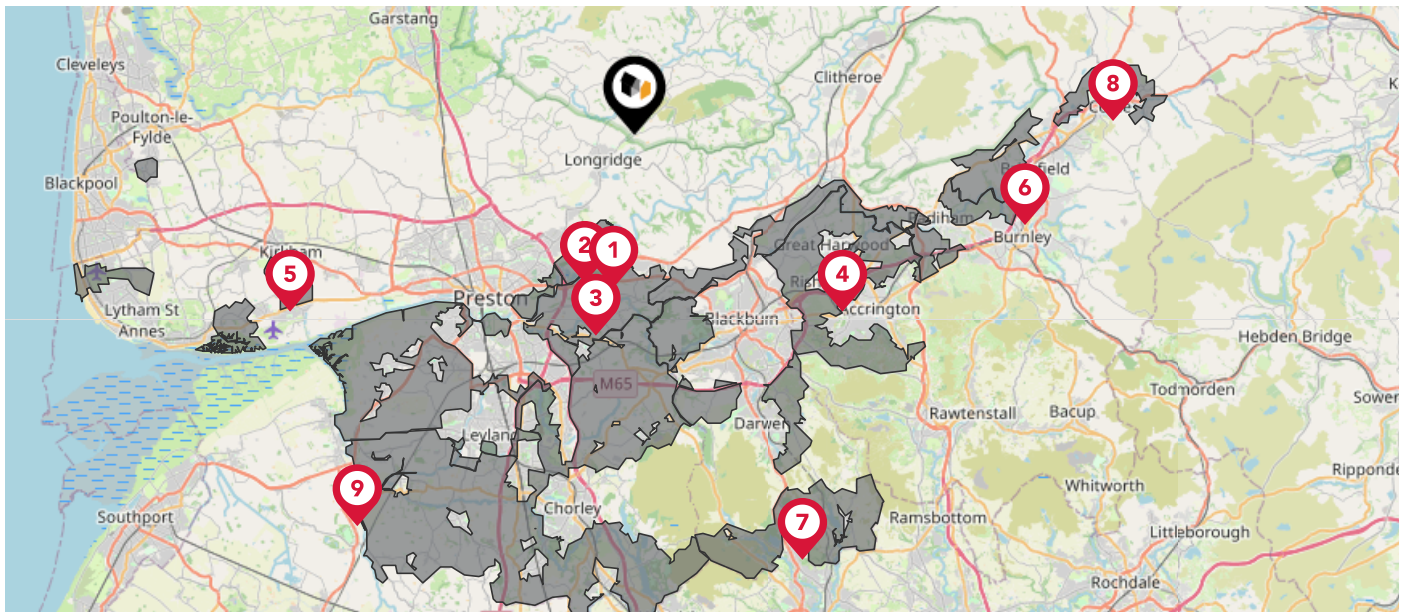 Garstang
Cleveleys
Clitheroe
8
Poulton-le-
Fylde
Longridge
Blackpool
6
Burnley
Great Harwood
2
1
Kirkham
5
4
3
Preston
Lytham St
Annes
Accrington
Blackburn
Hebden Bridge
M65
Todmorden
Rawtenstall
Bacup
Darwen
Leyland
9
Whitworth
Southport
Chorley
7
Ramsbottom
Littleborough
Rochdale